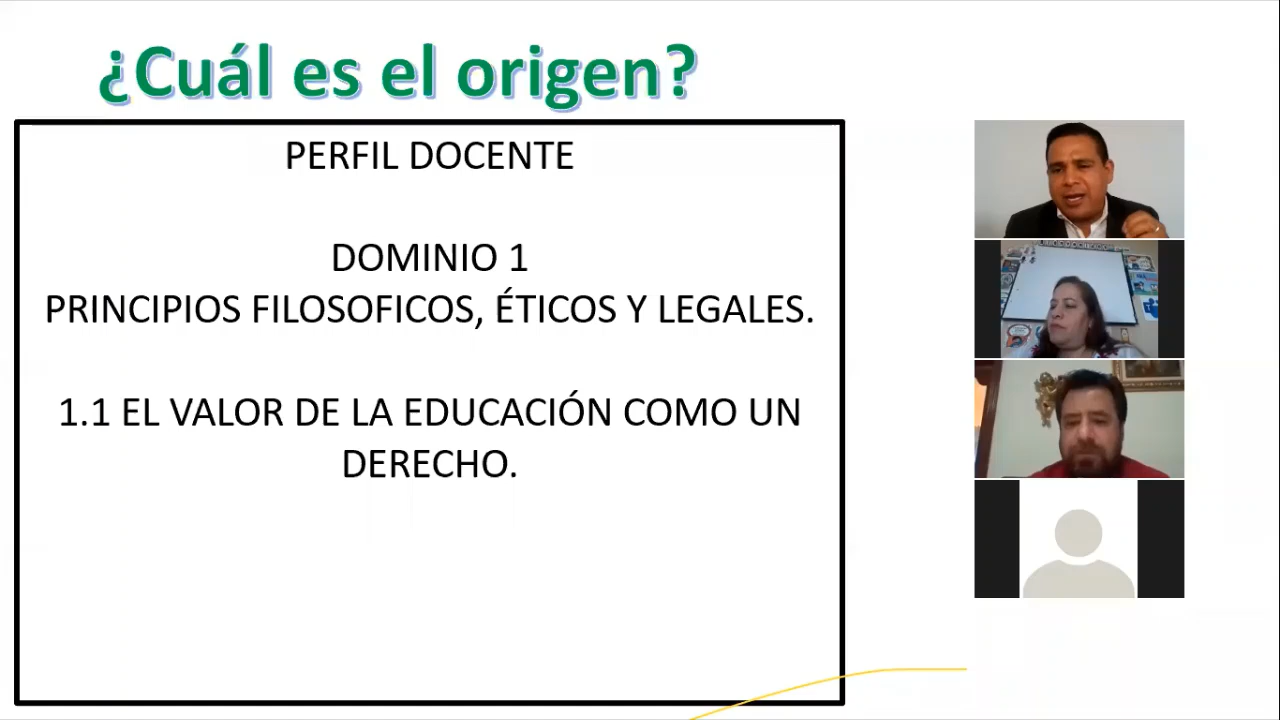 ¿Cuál es el origen?
PERFIL DOCENTE
DOMINIO 1
PRINCIPIOS FILOSOFICOS, ÉTICOS Y LEGALES.
1.1 EL VALOR DE LA EDUCACIÓN COMO UN
DERECHO.